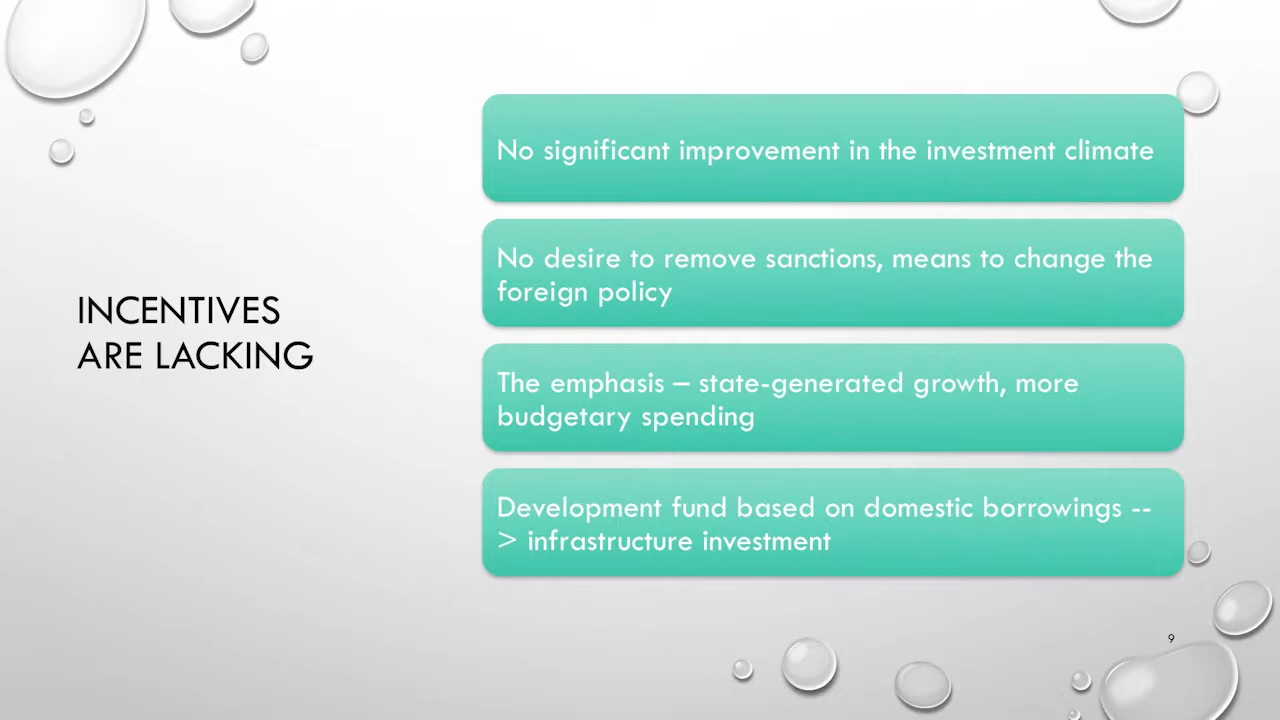 INCENTIVES
ARE LACKING
No significant improvement in the investment climate
No desire to remove sanctions, means to change the
foreign policy
The emphasis – state-generated growth, more
budgetary spending
Development fund based on domestic borrowings --
> infrastructure investment
9